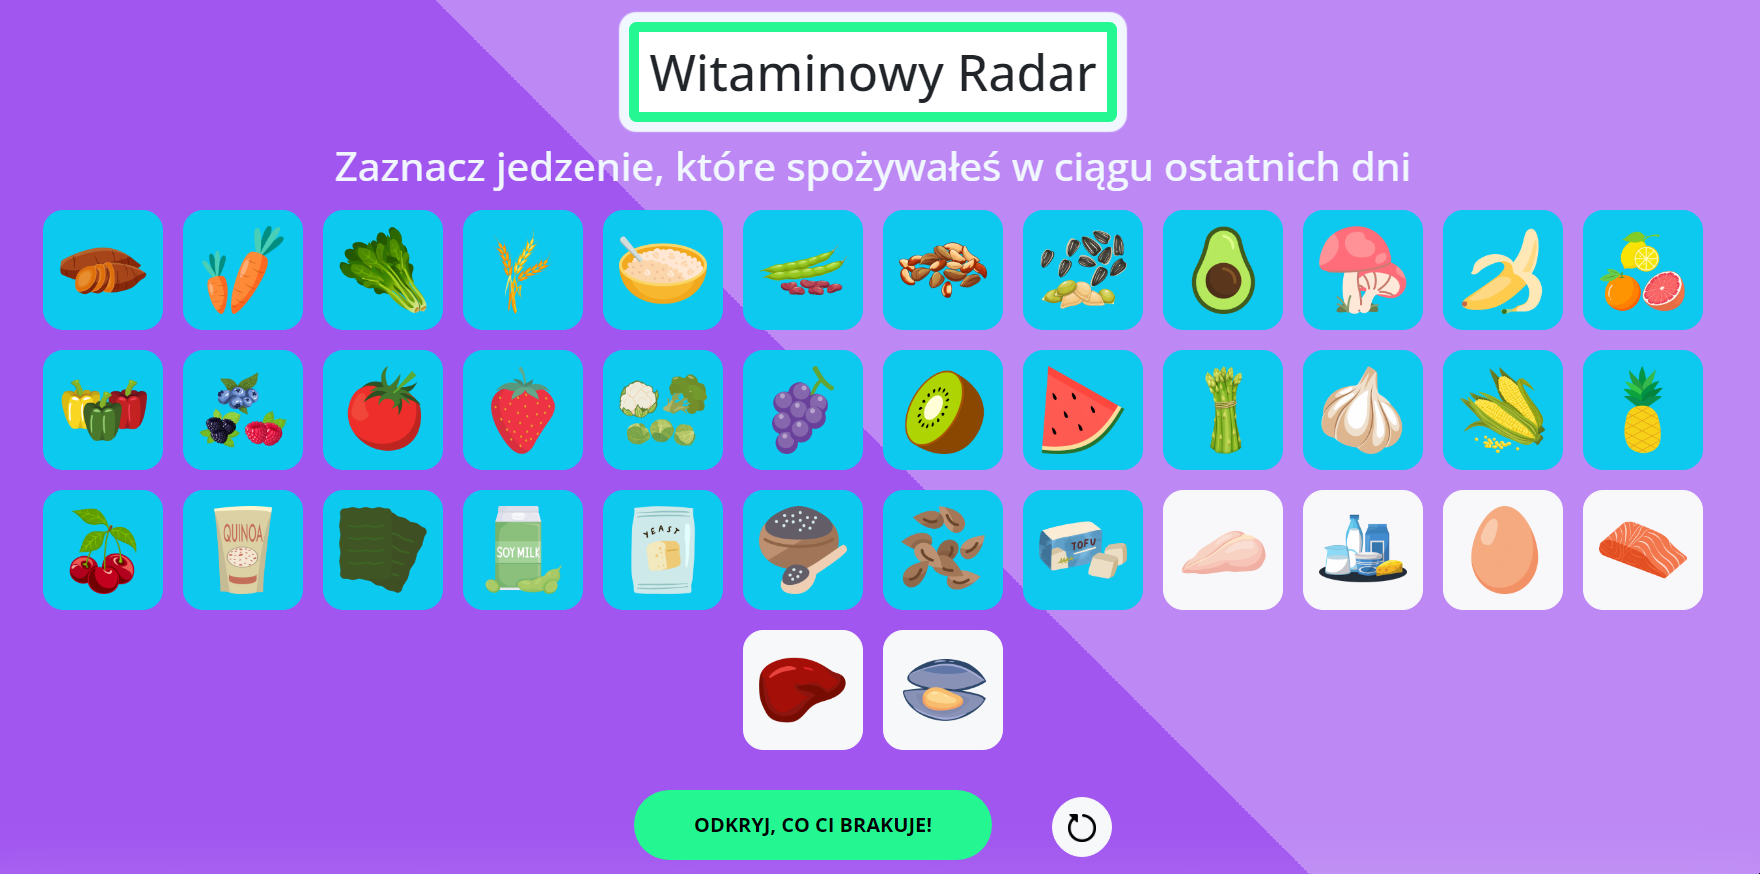 Witaminowy Radar
Zaznacz jedzenie, które spożywałeś w ciągu ostatnich dni
QUINOA
SOY MILK
YEAST
TOFU
ODKRYJ, CO CI BRAKUJE!